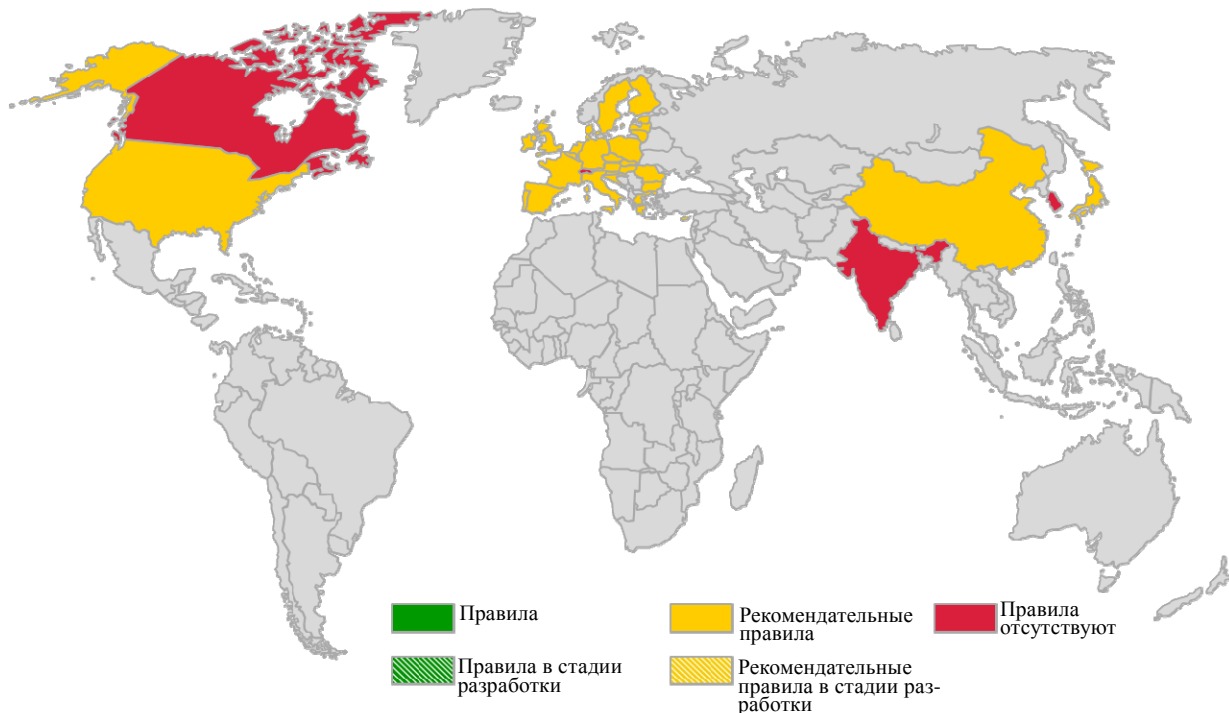 Правила
Рекомендательные
правила
Правила
отсутствуют
Правила в стадии
разработки
Рекомендательные
правила в стадии раз-
работки